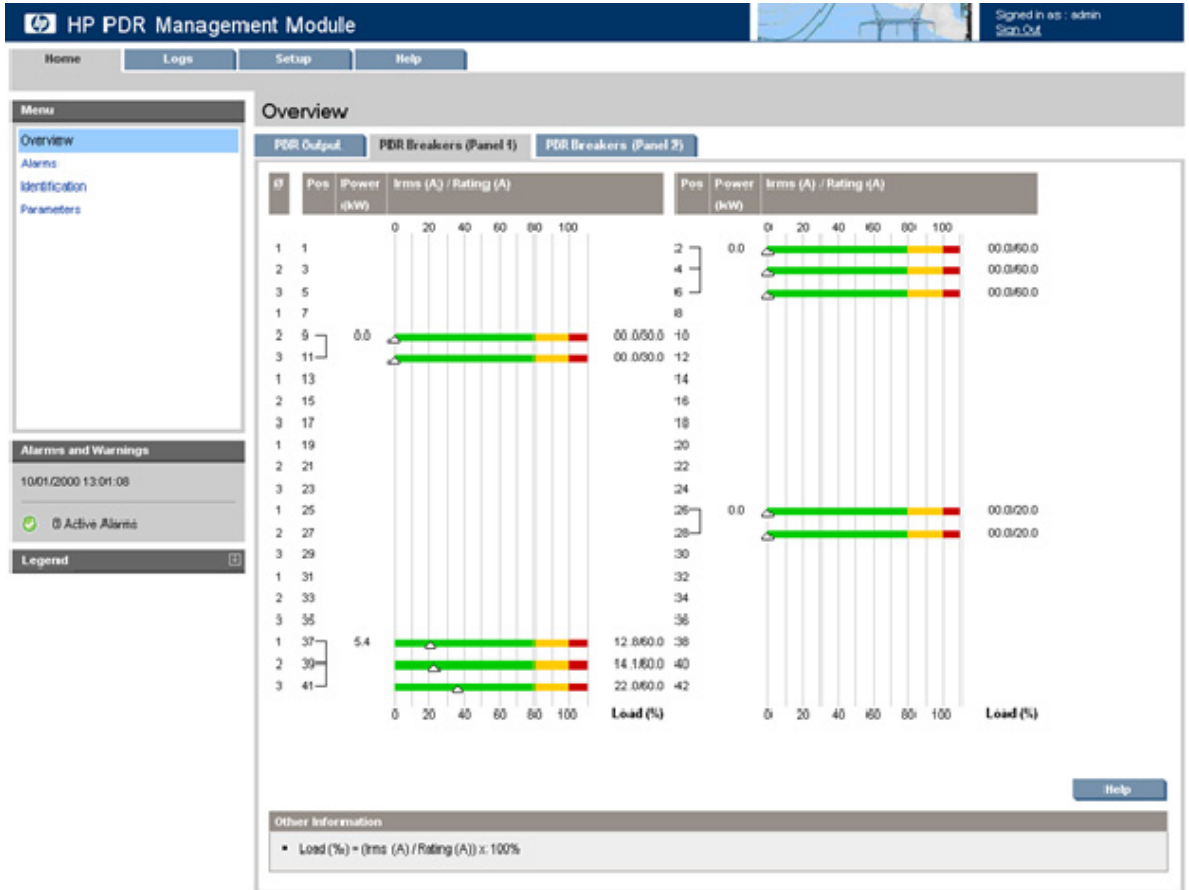 hp HP PDR Management Module
Signed in as : admin
Sign Out
Home Logs Setup Help
Menu
Overview
Alarms
Identification
Parameters
Alarms and Warnings
10/01/2000 13:01:08
0 Active Alarms
Legend
Overview
PDR Output PDR Breakers (Panel 1) PDR Breakers (Panel 2)
Ø Pos Power (kW) Irms (A) / Rating (A) Pos Power (kW) Irms (A) / Rating (A)
0 20 40 60 80 100 0 20 40 60 80 100
1 1 2 0.0 00.0/60.0
2 3 4 00.0/60.0
3 5 6 00.0/60.0
1 7 8
2 9 0.0 00.0/30.0 10
3 11 00.0/30.0 12
1 13 14
2 15 16
3 17 18
1 19 20
2 21 22
3 23 24
1 25 26 0.0 00.0/20.0
2 27 28 00.0/20.0
3 29 30
1 31 32
2 33 34
3 35 36
1 37 5.4 12.8/60.0 38
2 39 14.1/60.0 40
3 41 22.0/60.0 42
0 20 40 60 80 100 Load (%) 0 20 40 60 80 100 Load (%)
Help
Other Information
▪ Load (%) = (Irms (A) / Rating (A)) x 100%